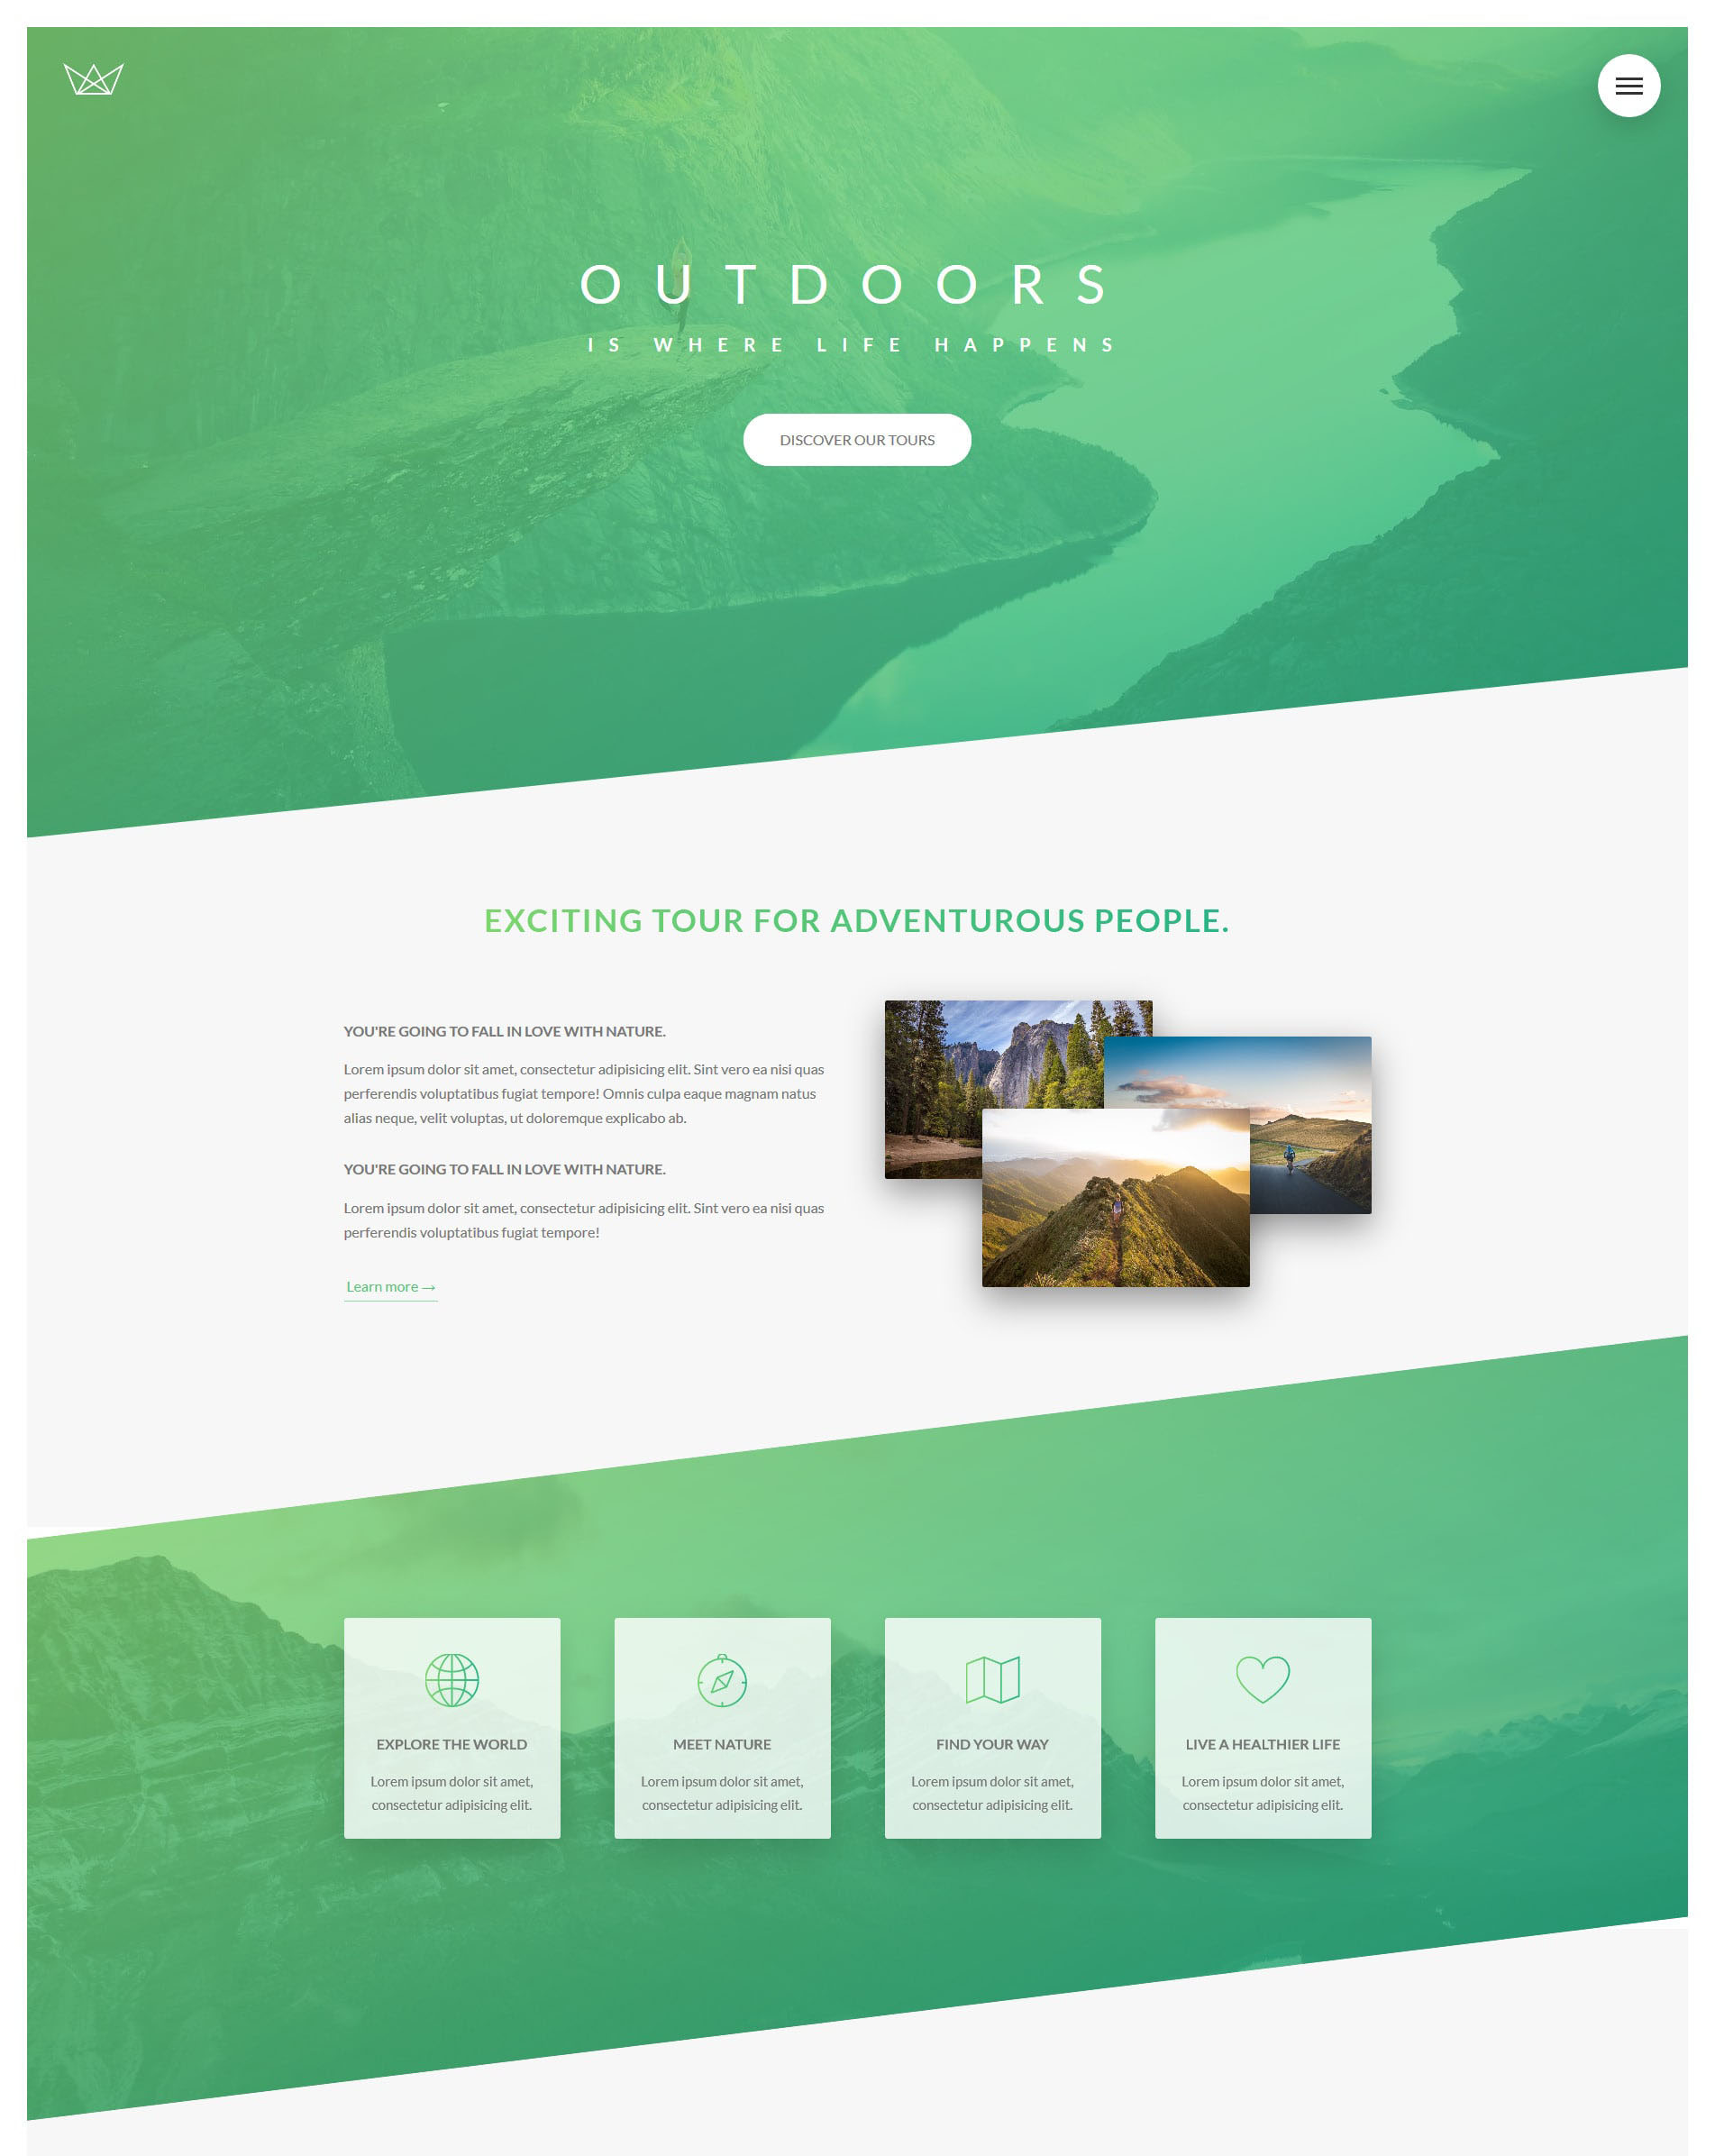 OUTDOORS
IS WHERE LIFE HAPPENS
DISCOVER OUR TOURS
EXCITING TOUR FOR ADVENTUROUS PEOPLE.
YOU'RE GOING TO FALL IN LOVE WITH NATURE.
Lorem ipsum dolor sit amet, consectetur adipisicing elit. Sint vero ea nisi quas
perferendis voluptatibus fugiat tempore! Omnis culpa eaque magnam natus
alias neque, velit voluptas, ut doloremque explicabo ab.
YOU'RE GOING TO FALL IN LOVE WITH NATURE.
Lorem ipsum dolor sit amet, consectetur adipisicing elit. Sint vero ea nisi quas
perferendis voluptatibus fugiat tempore!
Learn more →
EXPLORE THE WORLD
Lorem ipsum dolor sit amet,
consectetur adipisicing elit.
MEET NATURE
Lorem ipsum dolor sit amet,
consectetur adipisicing elit.
FIND YOUR WAY
Lorem ipsum dolor sit amet,
consectetur adipisicing elit.
LIVE A HEALTHIER LIFE
Lorem ipsum dolor sit amet,
consectetur adipisicing elit.